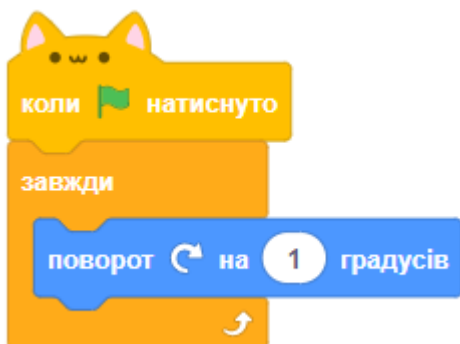 коли натиснуто
завжди
поворот на 1 градусів